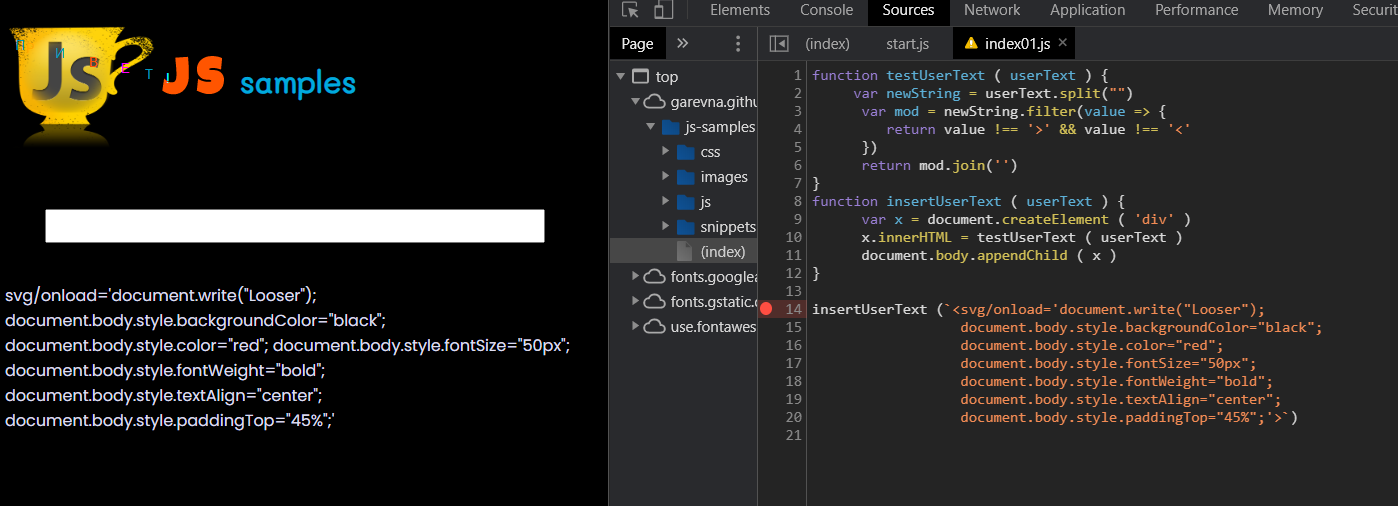 Js
П И В Е Т !
JS samples
svg/onload='document.write("Looser");
document.body.style.backgroundColor="black";
document.body.style.color="red"; document.body.style.fontSize="50px";
document.body.style.fontWeight="bold";
document.body.style.textAlign="center";
document.body.style.paddingTop="45%";'
Elements Console Sources Network Application Performance Memory Securit
Page »
top
garevna.githu
js-samples
css
images
js
snippets
(index)
fonts.googlea
fonts.gstatic.c
use.fontawes
(index) start.js index01.js ×
1 function testUserText ( userText ) {
2 var newString = userText.split("")
3 var mod = newString.filter(value => {
4 return value !== '>' && value !== '<'
5 })
6 return mod.join('')
7 }
8 function insertUserText ( userText ) {
9 var x = document.createElement ( 'div' )
10 x.innerHTML = testUserText ( userText )
11 document.body.appendChild ( x )
12 }
13
14 insertUserText (`<svg/onload='document.write("Looser");
15 document.body.style.backgroundColor="black";
16 document.body.style.color="red";
17 document.body.style.fontSize="50px";
18 document.body.style.fontWeight="bold";
19 document.body.style.textAlign="center";
20 document.body.style.paddingTop="45%";'>`)
21